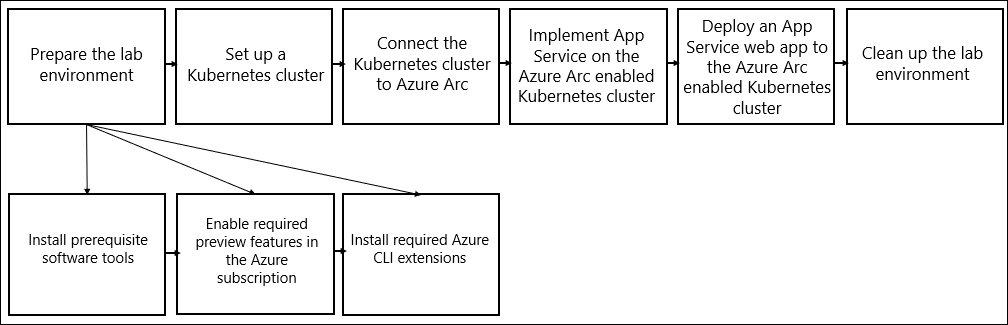 Prepare the lab
environment
Set up a
Kubernetes cluster
Connect the
Kubernetes cluster
to Azure Arc
Implement App
Service on the
Azure Arc enabled
Kubernetes cluster
Deploy an App
Service web app to
the Azure Arc
enabled Kubernetes
cluster
Clean up the lab
environment
Install prerequisite
software tools
Enable required
preview features in
the Azure
subscription
Install required Azure
CLI extensions